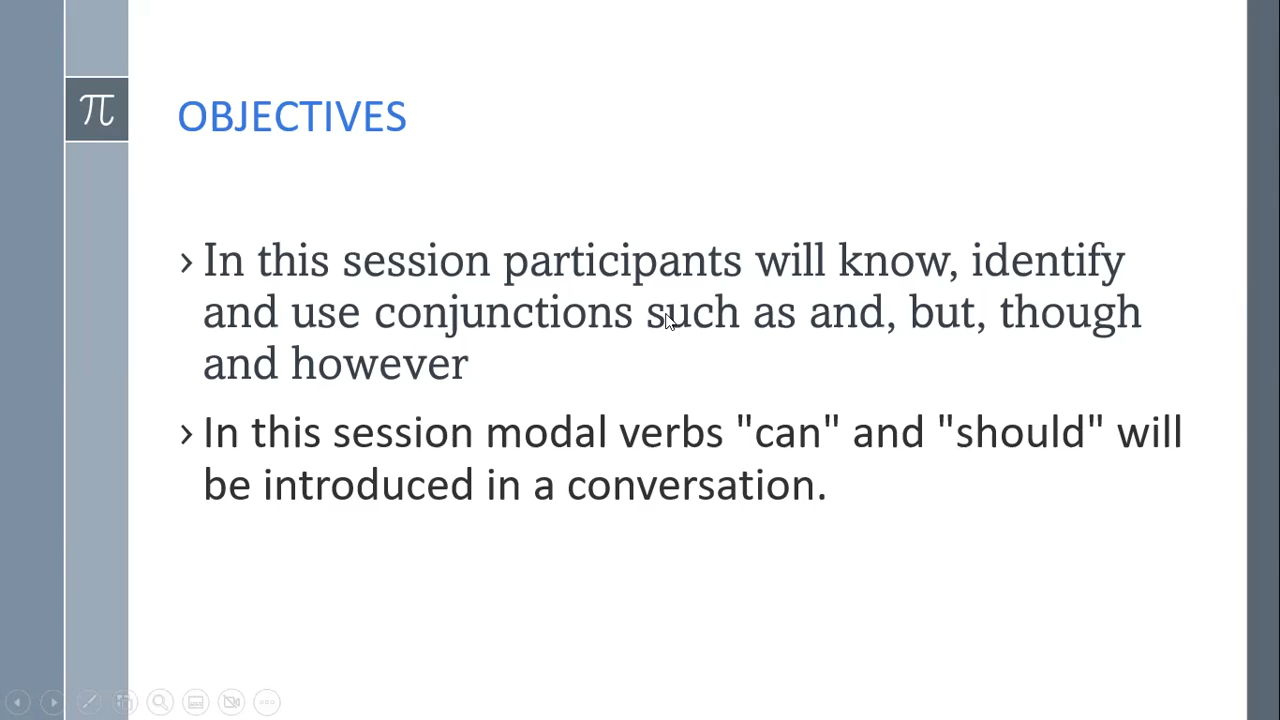 π
OBJECTIVES
› In this session participants will know, identify
and use conjunctions such as and, but, though
and however
› In this session modal verbs "can" and "should" will
be introduced in a conversation.